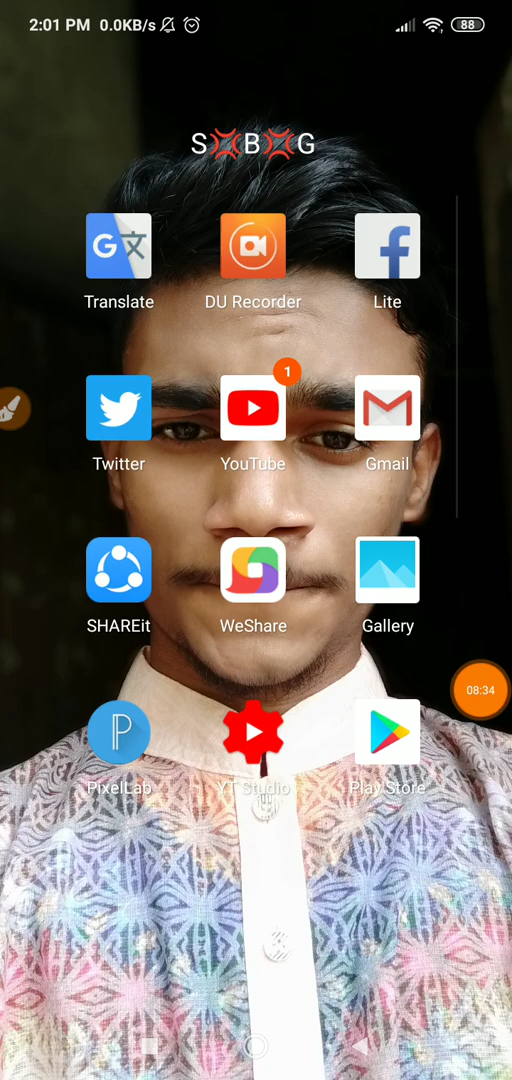 2:01 PM 0.0KB/s 88
S💢B💢G
Translate DU Recorder Lite
1
Twitter YouTube Gmail
SHAREit WeShare Gallery
08:34
PixelLab YT Studio Play Store